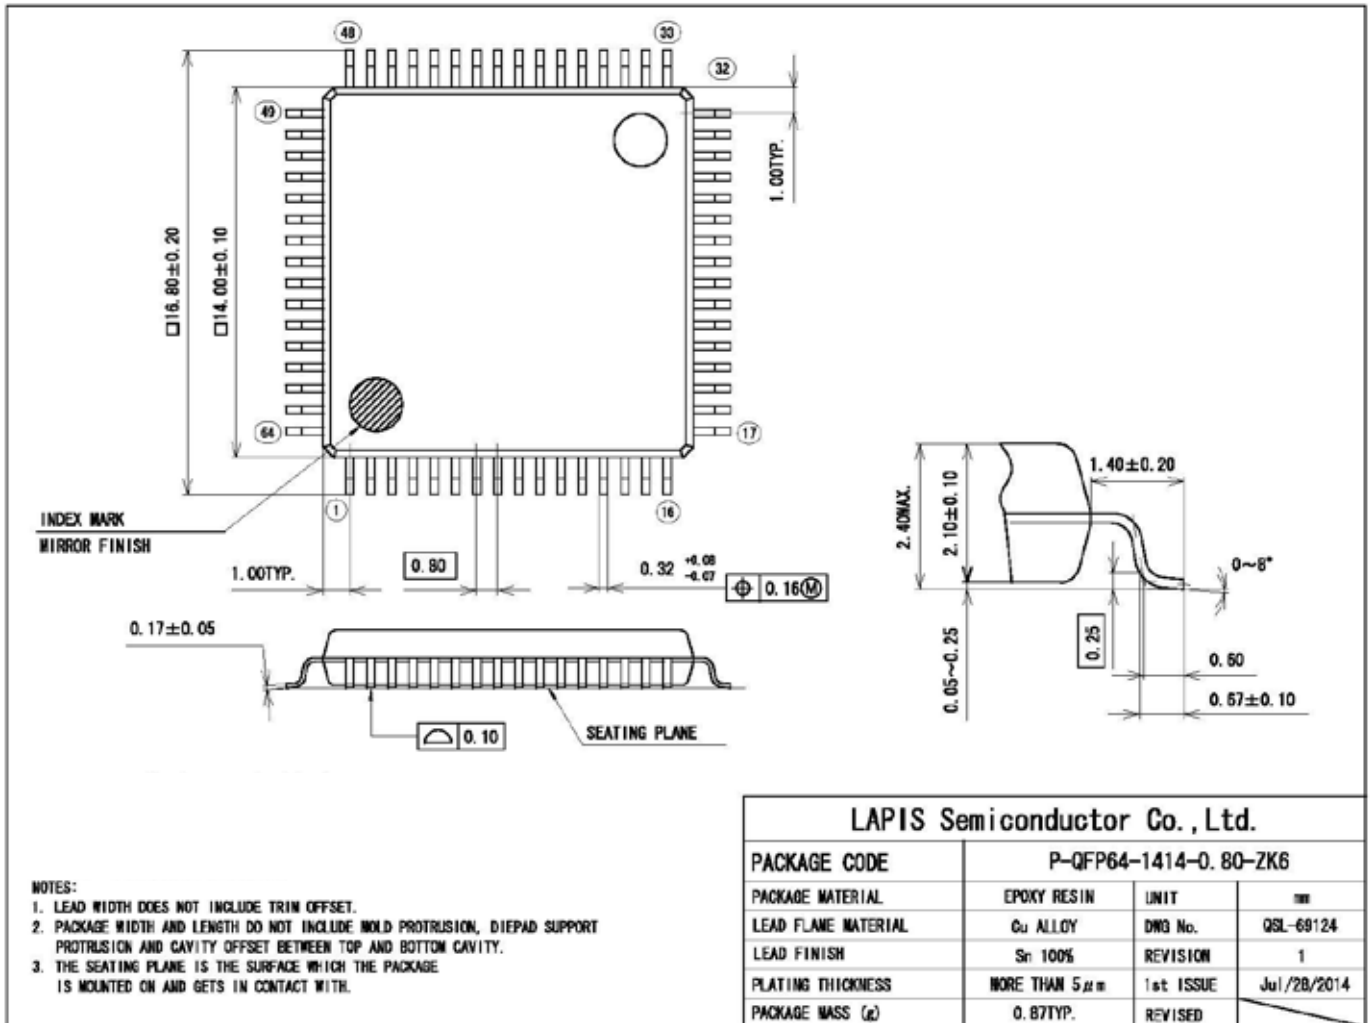 48
33
32
49
1.00TYP.
□16.80±0.20
□14.00±0.10
64
17
1
16
INDEX MARK
MIRROR FINISH
1.00TYP.
0.80
0.32 +0.08 -0.07
0.16Ⓜ
1.40±0.20
2.40MAX.
2.10±0.10
0~8°
0.25
0.05~0.25
0.60
0.67±0.10
0.17±0.05
0.10
SEATING PLANE
NOTES:
1. LEAD WIDTH DOES NOT INCLUDE TRIM OFFSET.
2. PACKAGE WIDTH AND LENGTH DO NOT INCLUDE MOLD PROTRUSION, DIEPAD SUPPORT
PROTRUSION AND CAVITY OFFSET BETWEEN TOP AND BOTTOM CAVITY.
3. THE SEATING PLANE IS THE SURFACE WHICH THE PACKAGE
IS MOUNTED ON AND GETS IN CONTACT WITH.
LAPIS Semiconductor Co.,Ltd.
PACKAGE CODE P-QFP64-1414-0.80-ZK6
PACKAGE MATERIAL EPOXY RESIN UNIT mm
LEAD FLAME MATERIAL Cu ALLOY DWG No. QSL-69124
LEAD FINISH Sn 100% REVISION 1
PLATING THICKNESS MORE THAN 5μm 1st ISSUE Jul/28/2014
PACKAGE MASS (g) 0.87TYP. REVISED